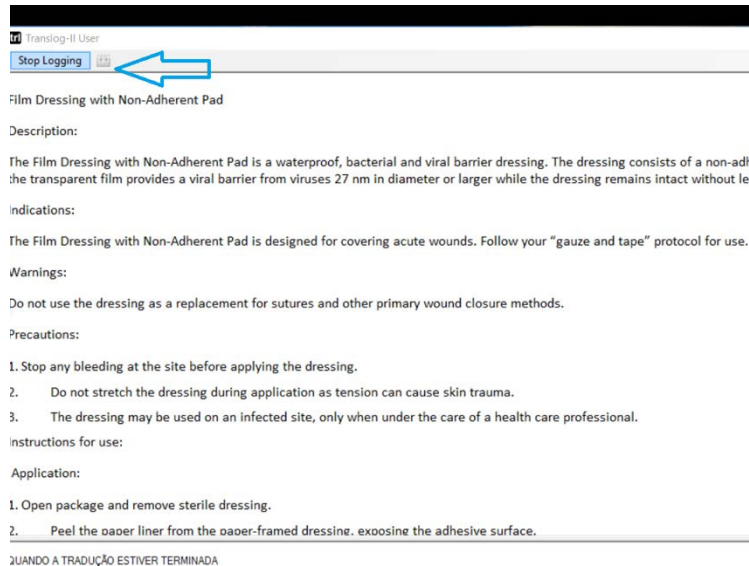 Translog-II User
Stop Logging
Film Dressing with Non-Adherent Pad
Description:
The Film Dressing with Non-Adherent Pad is a waterproof, bacterial and viral barrier dressing. The dressing consists of a
the transparent film provides a viral barrier from viruses 27 nm in diameter or larger while the dressing remains intact without
Indications:
The Film Dressing with Non-Adherent Pad is designed for covering acute wounds. Follow your “gauze and tape” protocol for use.
Warnings:
Do not use the dressing as a replacement for sutures and other primary wound closure methods.
Precautions:
1. Stop any bleeding at the site before applying the dressing.
2. Do not stretch the dressing during application as tension can cause skin trauma.
3. The dressing may be used on an infected site, only when under the care of a health care professional.
Instructions for use:
Application:
1. Open package and remove sterile dressing.
2. Peel the paper liner from the paper-framed dressing, exposing the adhesive surface.
QUANDO A TRADUÇÃO ESTIVER TERMINADA